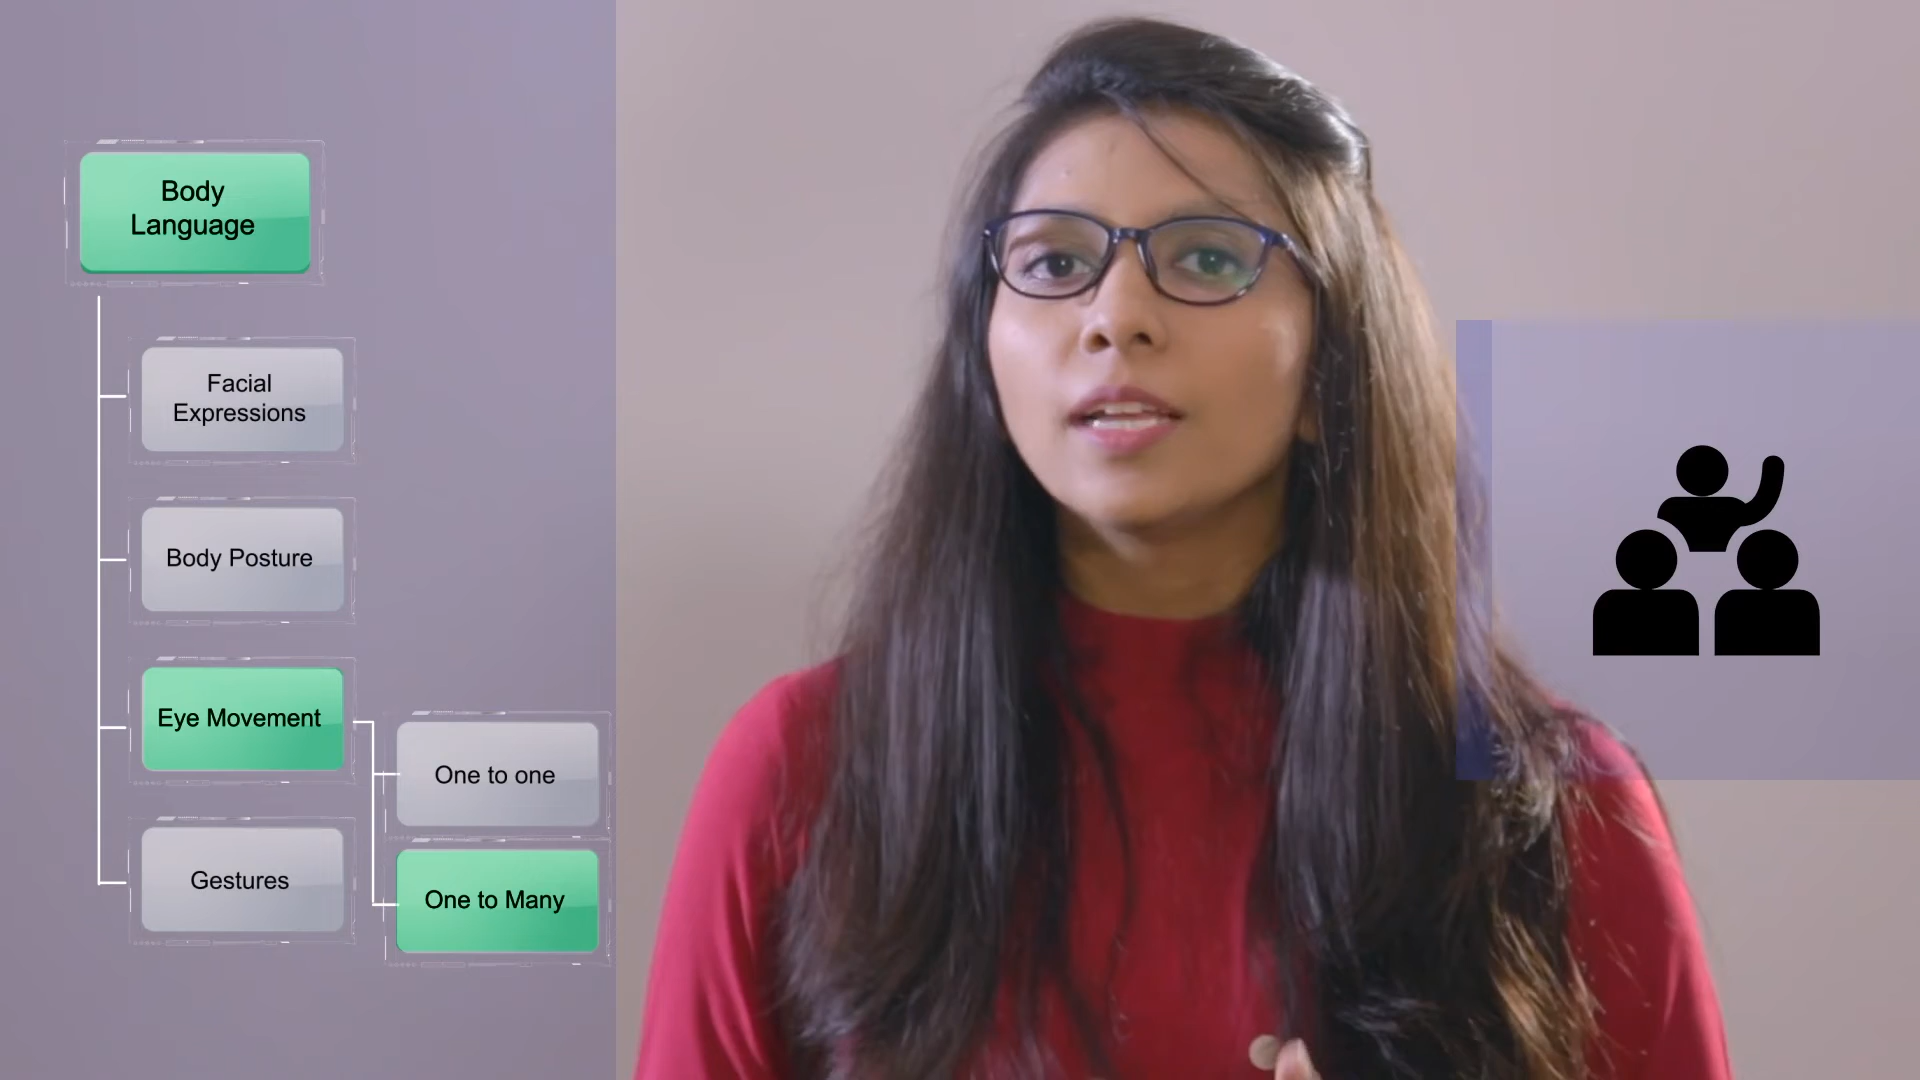 Body
Language
Facial
Expressions
Body Posture
Eye Movement
One to one
Gestures
One to Many